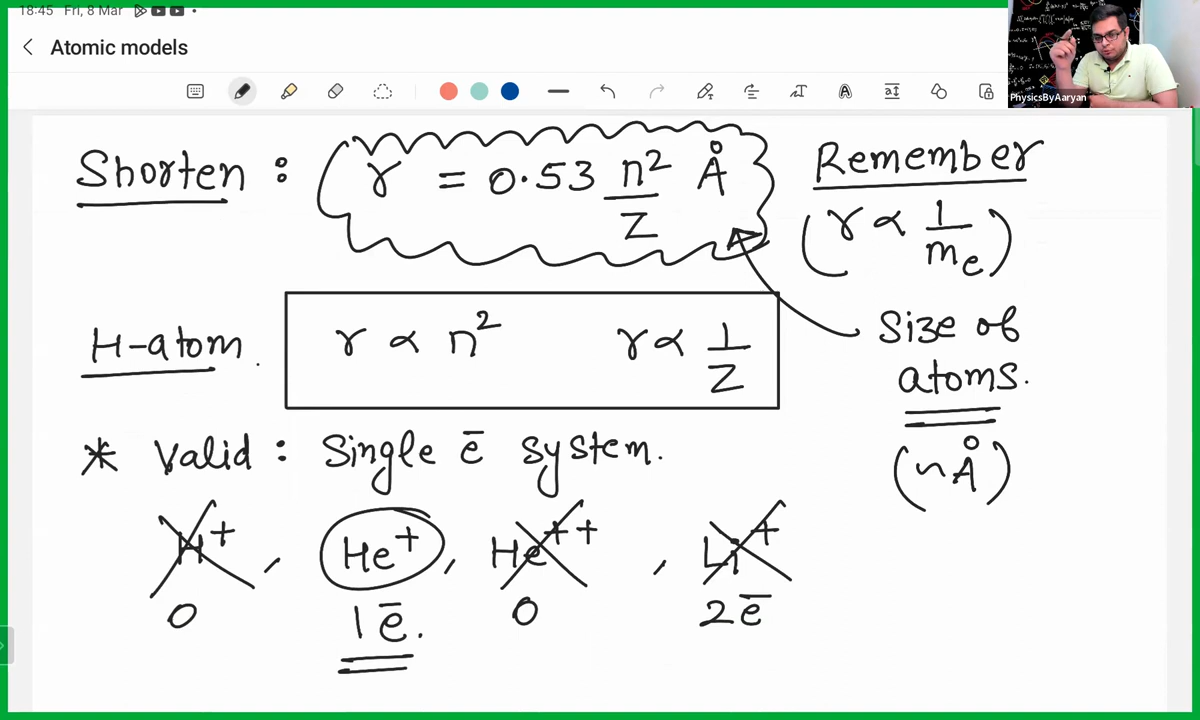 18:45 Fri, 8 Mar
Atomic models
PhysicsByAaryan
Shorten : r = 0.53 n²/Z Å
Remember
(r ∝ 1/me)
H-atom. r ∝ n² r ∝ 1/Z
Size of
atoms.
(~Å)
* Valid : Single ē system.
H+, He+, He++, Li+
0 1ē. 0 2ē